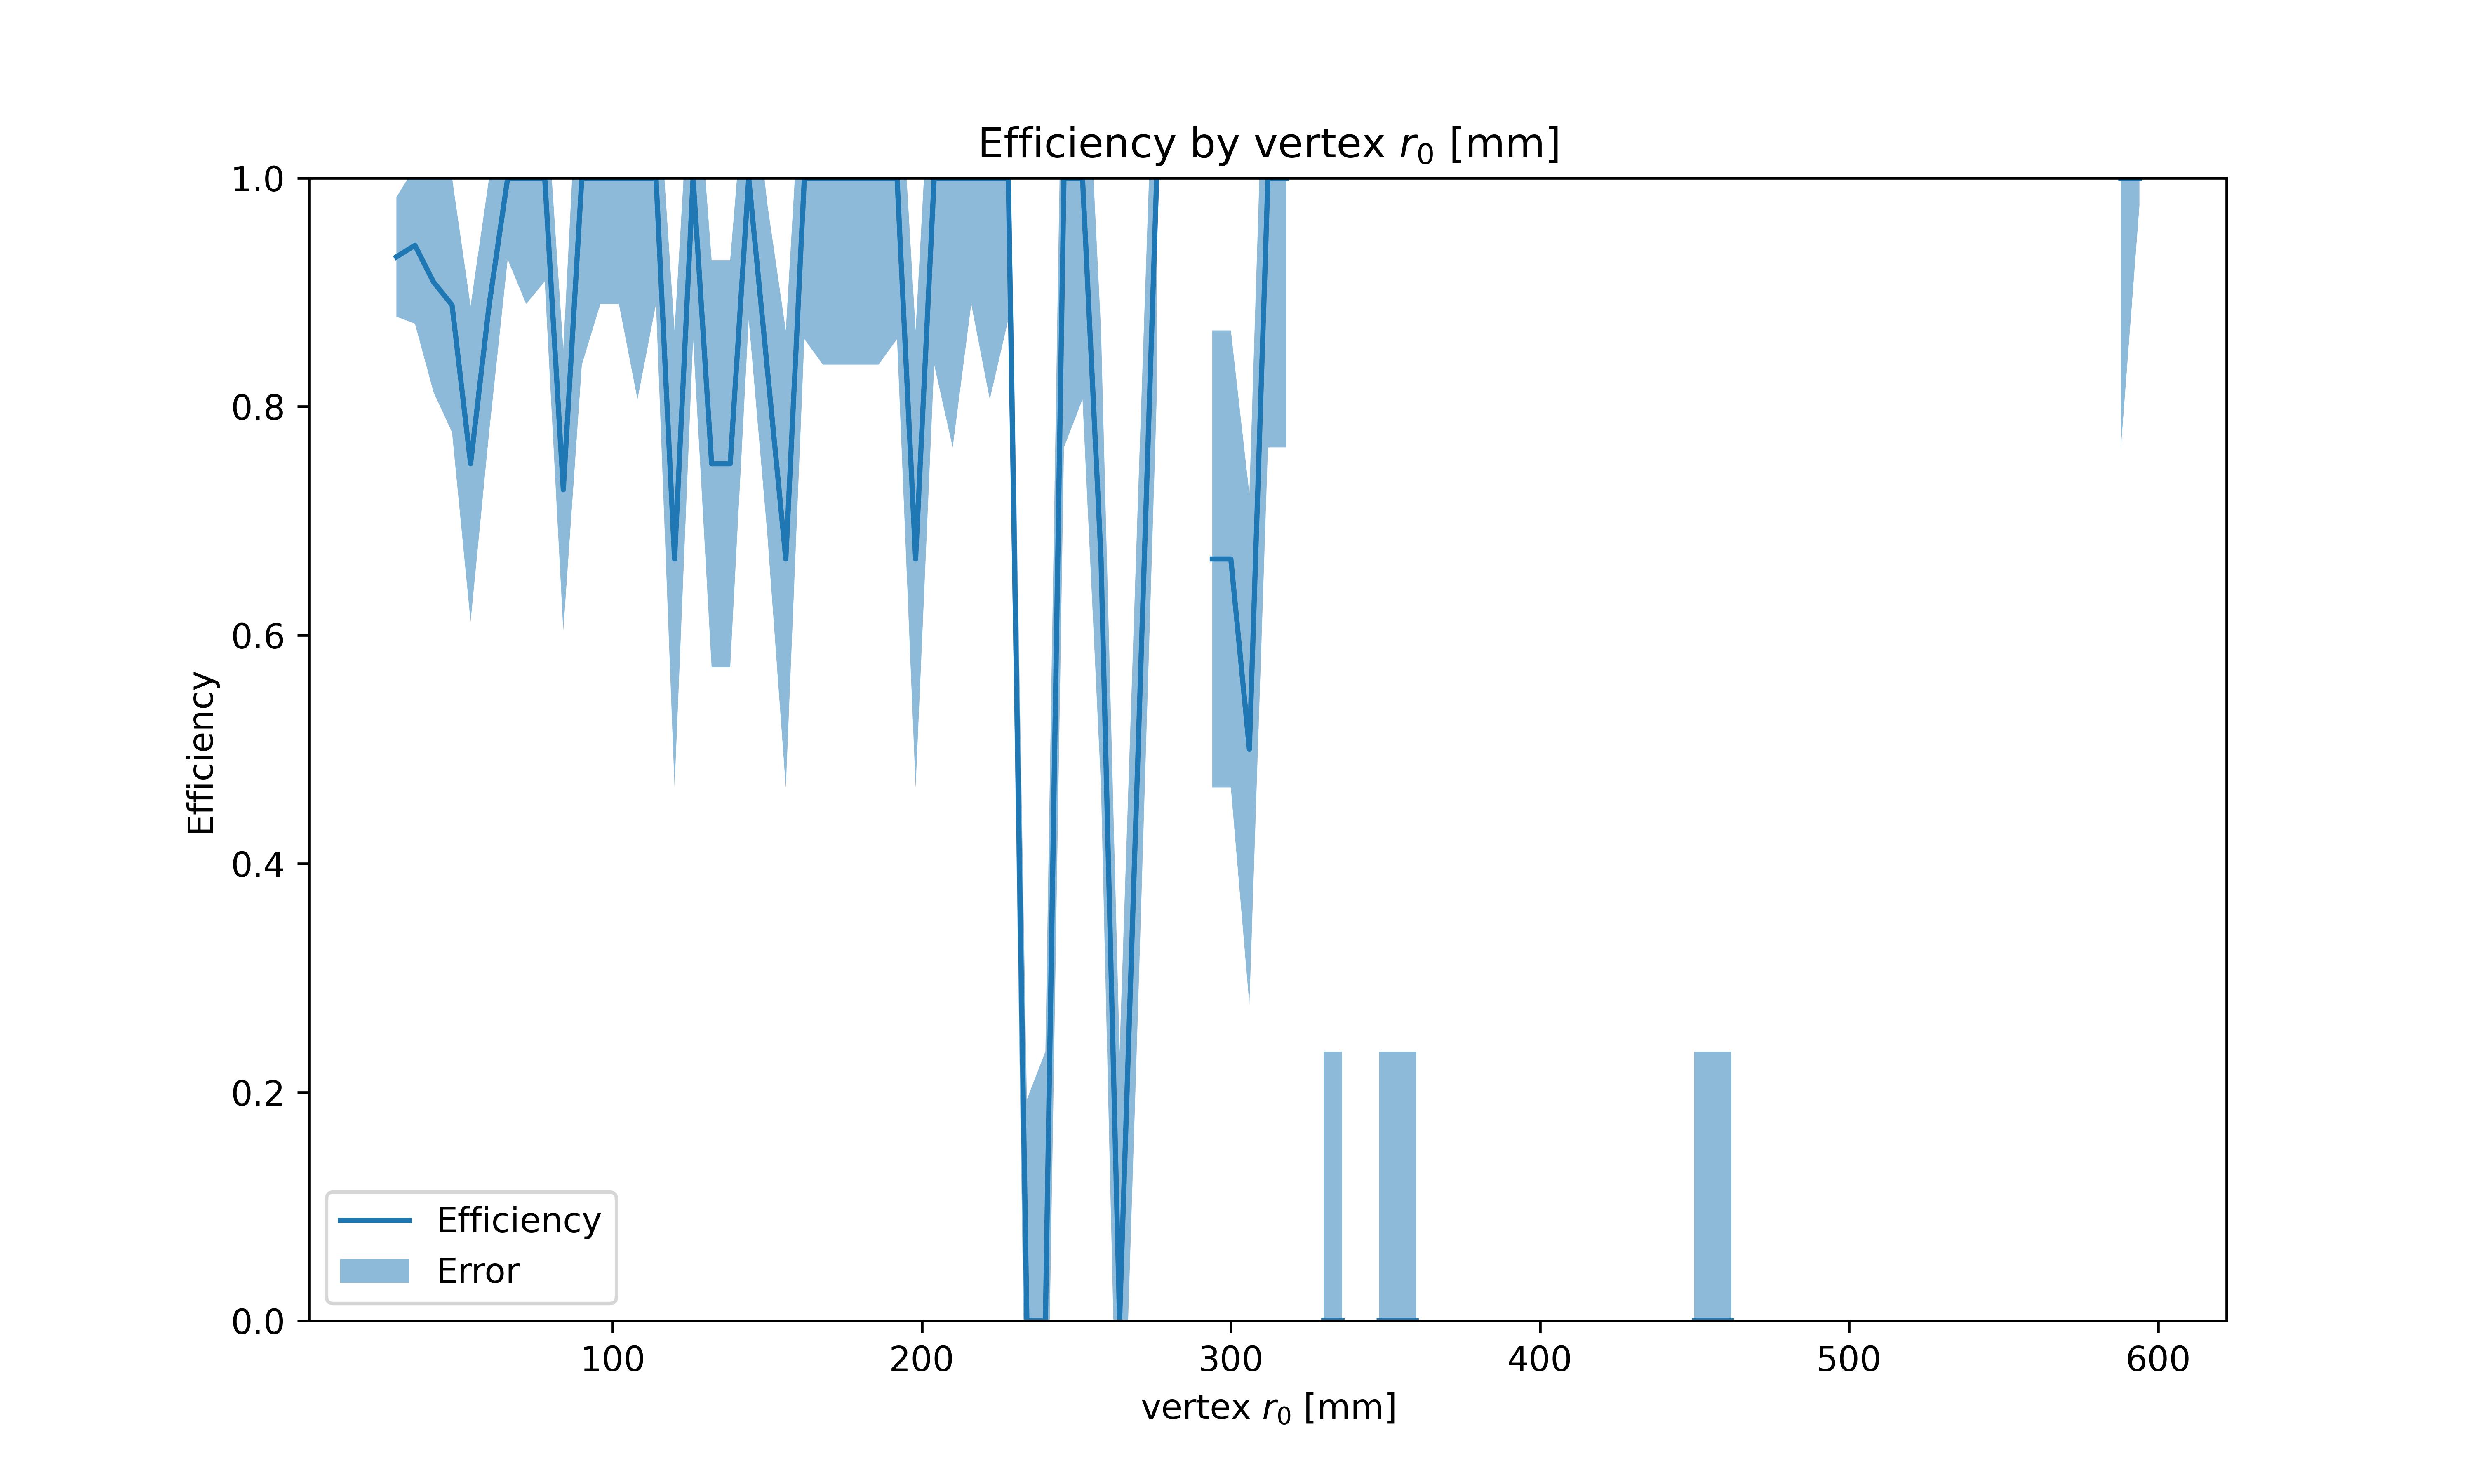 Efficiency by vertex r₀ [mm]
1.0
0.8
0.6
0.4
0.2
0.0
Efficiency
Efficiency
Error
100 200 300 400 500 600
vertex r₀ [mm]